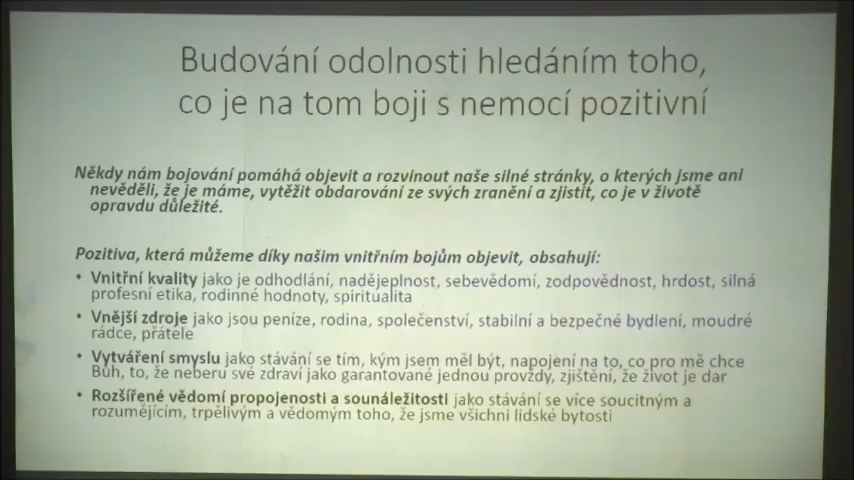 Budování odolnosti hledáním toho,
co je na tom boji s nemocí pozitivní
Někdy nám bojování pomáhá objevit a rozvinout naše silné stránky, o kterých jsme ani
nevěděli, že je máme, vytěžit obdarování ze svých zranění a zjistit, co je v životě
opravdu důležité.
Pozitiva, která můžeme díky našim vnitřním bojům objevit, obsahují:
• Vnitřní kvality jako je odhodlání, nadějeplnost, sebevědomí, zodpovědnost, hrdost, silná
profesní etika, rodinné hodnoty, spiritualita
• Vnější zdroje jako jsou peníze, rodina, společenství, stabilní a bezpečné bydlení, moudré
rádce, přátele
• Vytváření smyslu jako stávání se tím, kým jsem měl být, napojení na to, co pro mě chce
Bůh, to, že neberu své zdraví jako garantované jednou provždy, zjištění, že život je dar
• Rozšířené vědomí propojenosti a sounáležitosti jako stávání se více soucitným a
rozumějícím, trpělivým a vědomým toho, že jsme všichni lidské bytosti